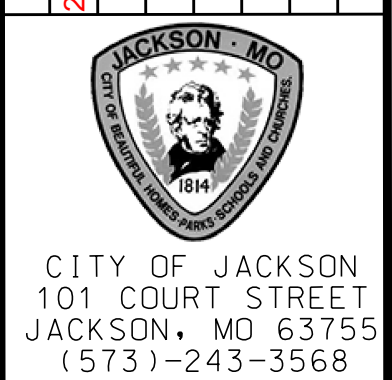 2
JACKSON · MO
CITY OF BEAUTIFUL HOMES·PARKS·SCHOOLS AND CHURCHES.
1814
CITY OF JACKSON
101 COURT STREET
JACKSON, MO 63755
(573)-243-3568